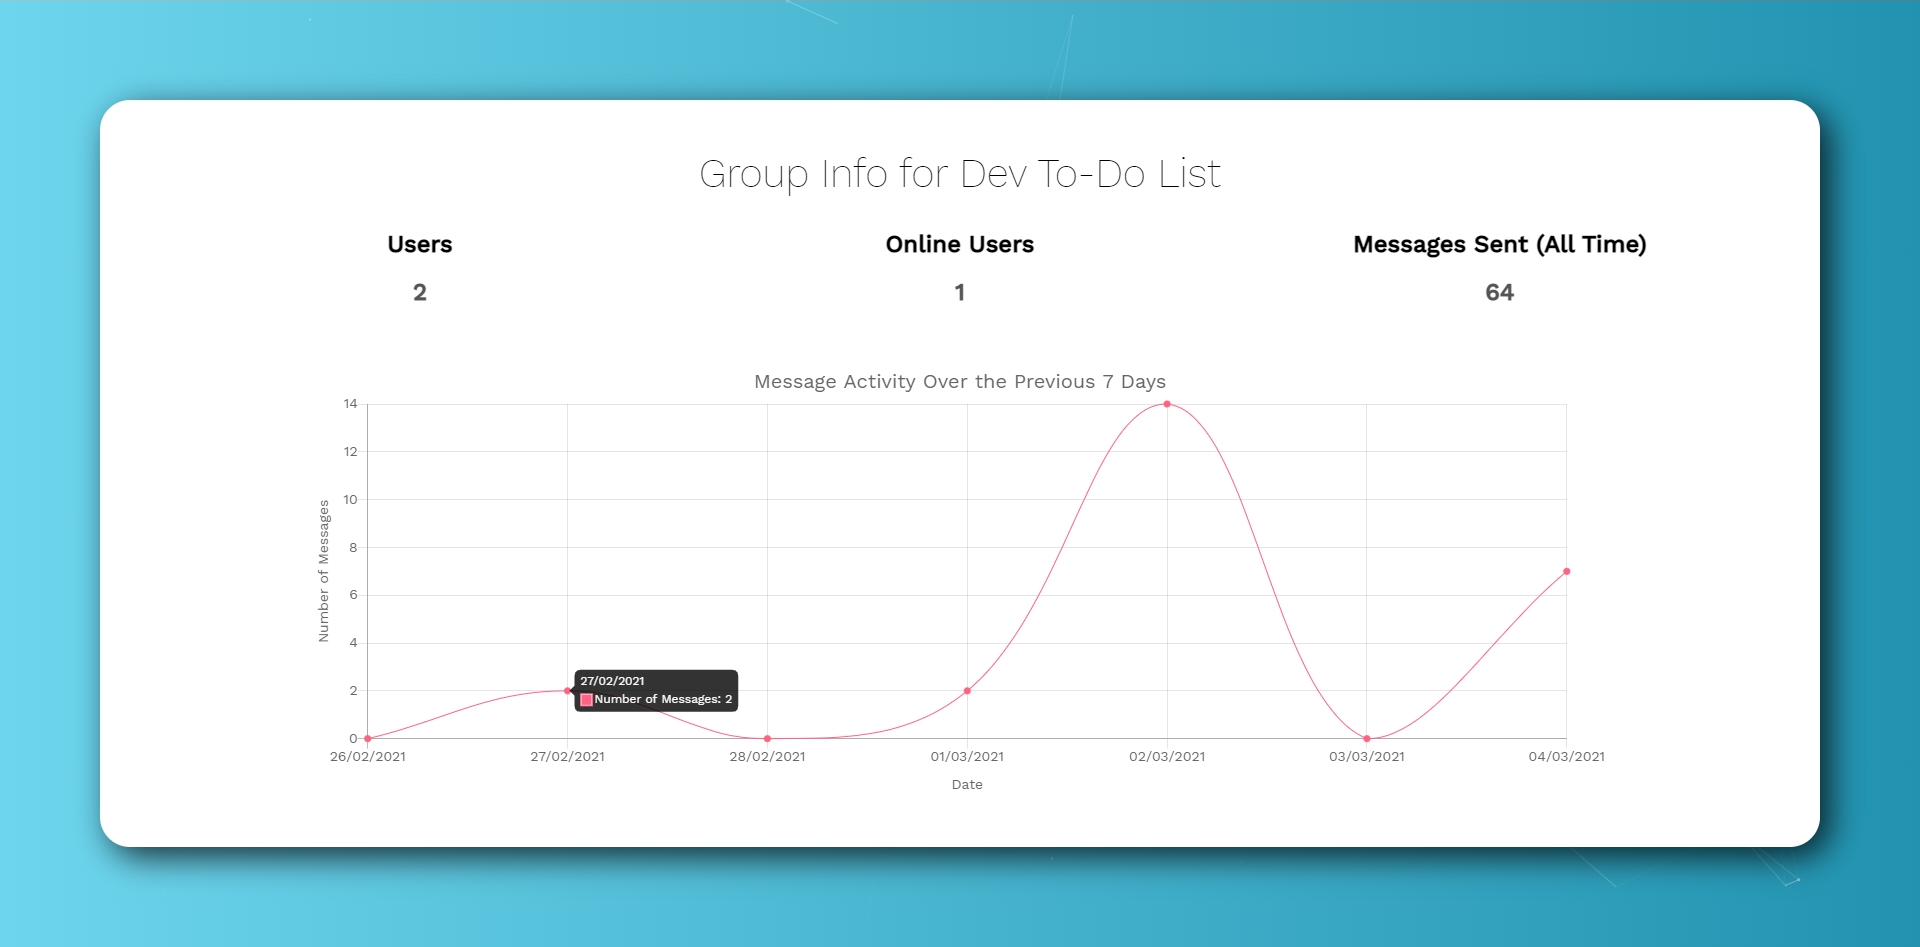 Group Info for Dev To-Do List
Users
Online Users
Messages Sent (All Time)
2
1
64
Message Activity Over the Previous 7 Days
14
12
10
8
6
4
2
0
Number of Messages
27/02/2021
Number of Messages: 2
26/02/2021
27/02/2021
28/02/2021
01/03/2021
02/03/2021
03/03/2021
04/03/2021
Date